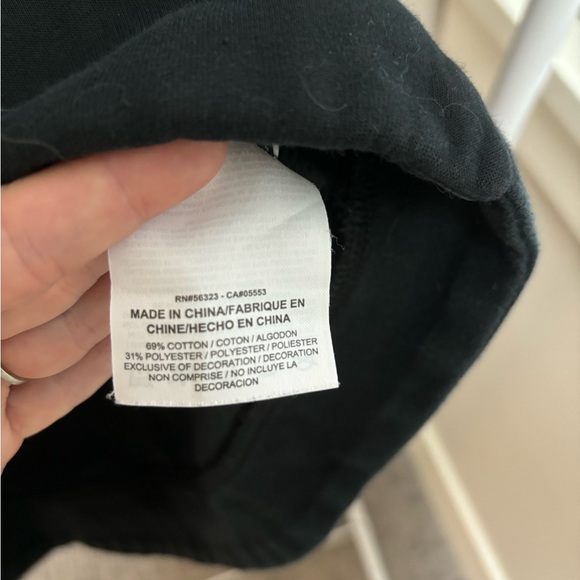 RN#56323 - CA#05553
MADE IN CHINA/FABRIQUE EN
CHINE/HECHO EN CHINA
69% COTTON / COTON / ALGODON
31% POLYESTER / POLYESTER / POLIESTER
EXCLUSIVE OF DECORATION / DECORATION
NON COMPRISE / NO INCLUYE LA
DECORACION